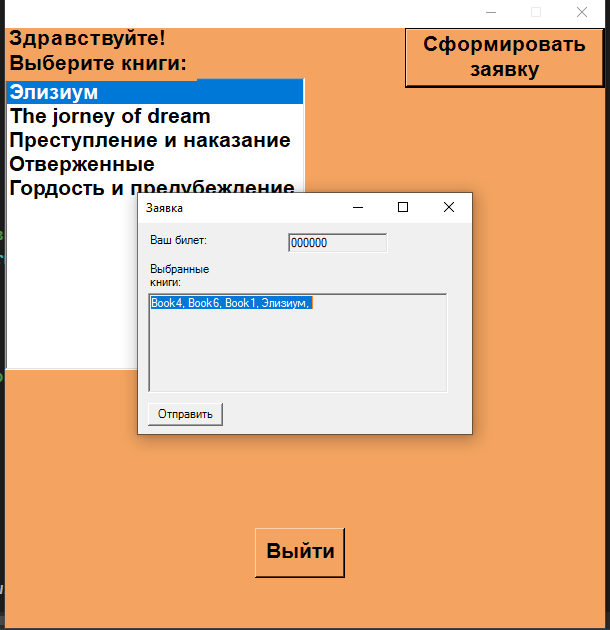 Здравствуйте!
Выберите книги:
Сформировать
заявку
Элизиум
The jorney of dream
Преступление и наказание
Отверженные
Гордость и предубеждение
Заявка
Ваш билет:
000000
Выбранные
книги:
Book4, Book6, Book1, Элизиум,
Отправить
Выйти